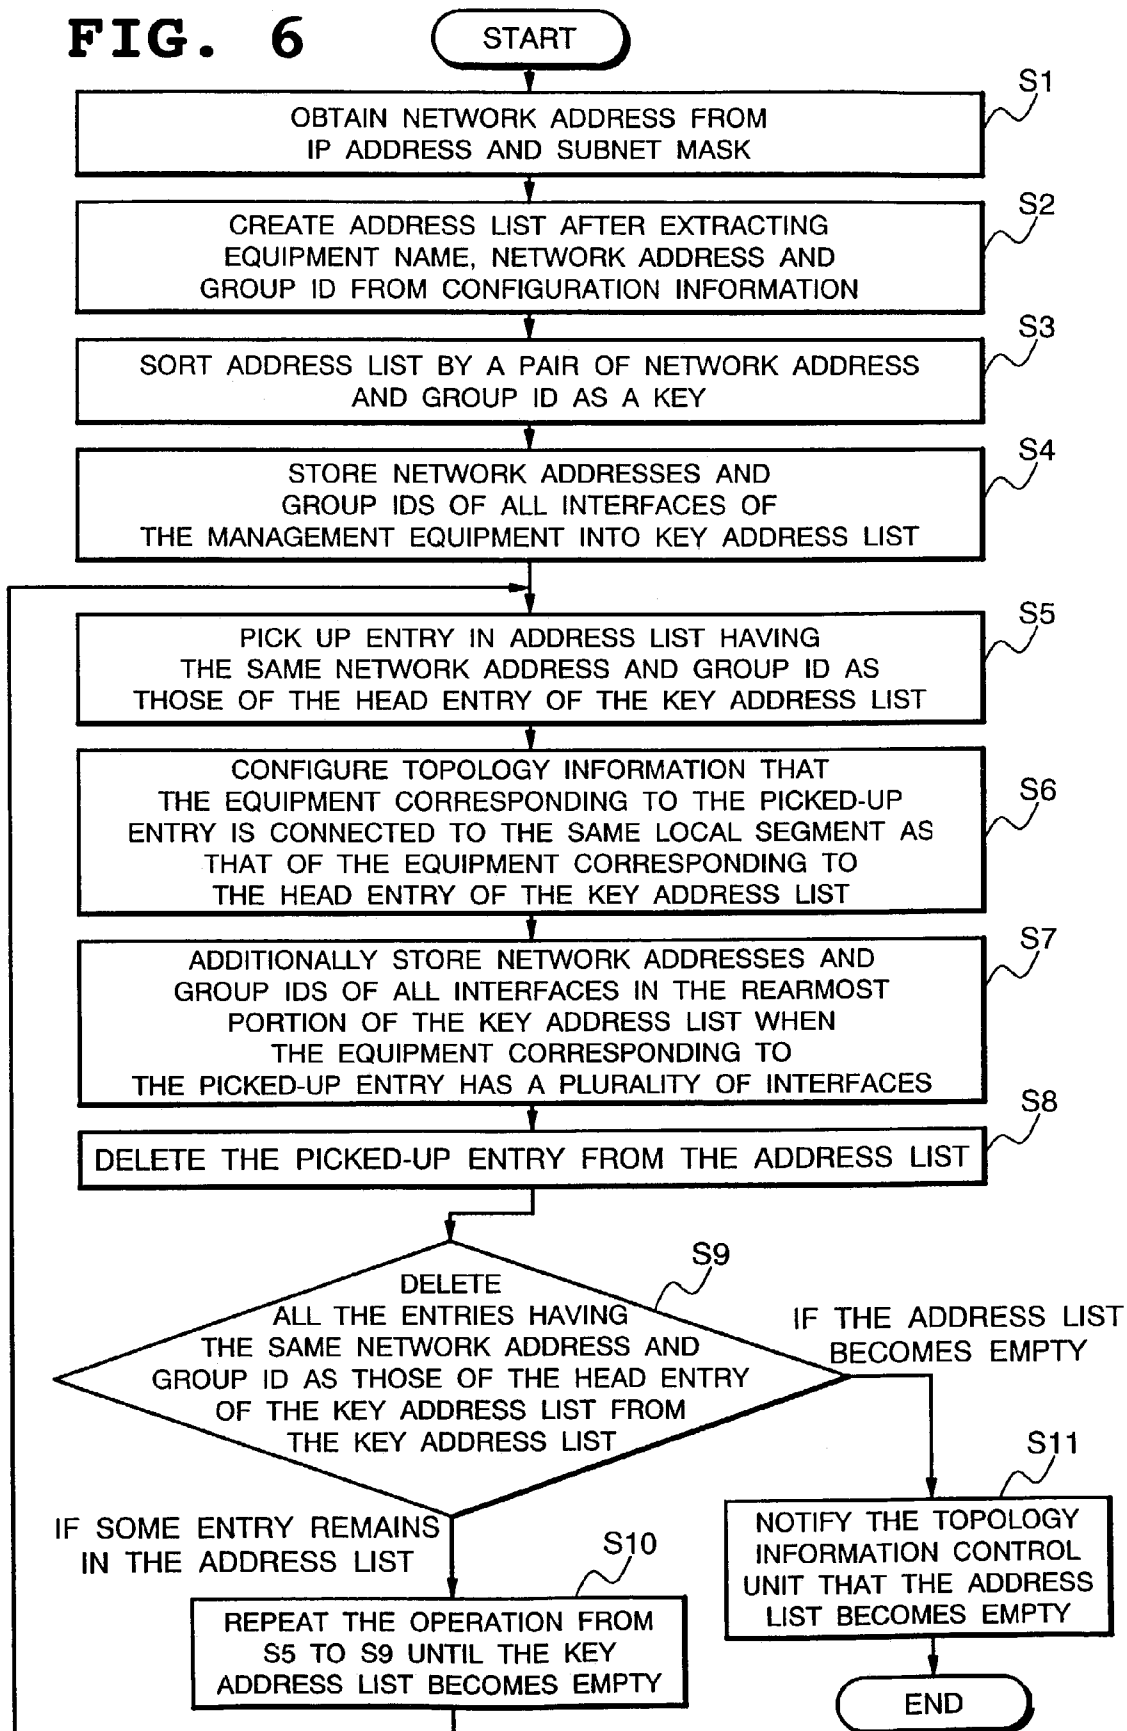 FIG. 6
START
S1
OBTAIN NETWORK ADDRESS FROM
IP ADDRESS AND SUBNET MASK
S2
CREATE ADDRESS LIST AFTER EXTRACTING
EQUIPMENT NAME, NETWORK ADDRESS AND
GROUP ID FROM CONFIGURATION INFORMATION
S3
SORT ADDRESS LIST BY A PAIR OF NETWORK ADDRESS
AND GROUP ID AS A KEY
S4
STORE NETWORK ADDRESSES AND
GROUP IDS OF ALL INTERFACES OF
THE MANAGEMENT EQUIPMENT INTO KEY ADDRESS LIST
S5
PICK UP ENTRY IN ADDRESS LIST HAVING
THE SAME NETWORK ADDRESS AND GROUP ID AS
THOSE OF THE HEAD ENTRY OF THE KEY ADDRESS LIST
S6
CONFIGURE TOPOLOGY INFORMATION THAT
THE EQUIPMENT CORRESPONDING TO THE PICKED-UP
ENTRY IS CONNECTED TO THE SAME LOCAL SEGMENT AS
THAT OF THE EQUIPMENT CORRESPONDING TO
THE HEAD ENTRY OF THE KEY ADDRESS LIST
S7
ADDITIONALLY STORE NETWORK ADDRESSES AND
GROUP IDS OF ALL INTERFACES IN THE REARMOST
PORTION OF THE KEY ADDRESS LIST WHEN
THE EQUIPMENT CORRESPONDING TO
THE PICKED-UP ENTRY HAS A PLURALITY OF INTERFACES
S8
DELETE THE PICKED-UP ENTRY FROM THE ADDRESS LIST
S9
DELETE
ALL THE ENTRIES HAVING
THE SAME NETWORK ADDRESS AND
GROUP ID AS THOSE OF THE HEAD ENTRY
OF THE KEY ADDRESS LIST FROM
THE KEY ADDRESS LIST
IF THE ADDRESS LIST
BECOMES EMPTY
S11
NOTIFY THE TOPOLOGY
INFORMATION CONTROL
UNIT THAT THE ADDRESS
LIST BECOMES EMPTY
IF SOME ENTRY REMAINS
IN THE ADDRESS LIST
S10
REPEAT THE OPERATION FROM
S5 TO S9 UNTIL THE KEY
ADDRESS LIST BECOMES EMPTY
END